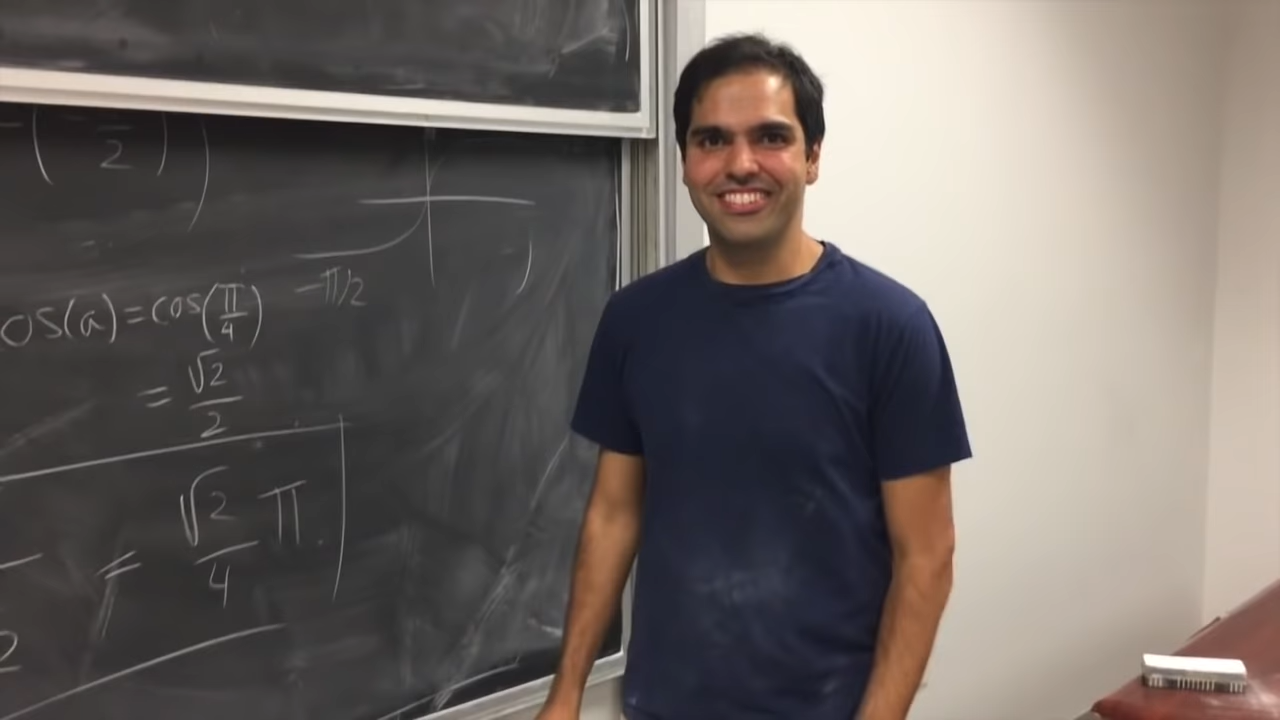 - ( π/2 ) )
cos(a) = cos(π/4)
-π/2
= √2/2
= √2/4 π.
2